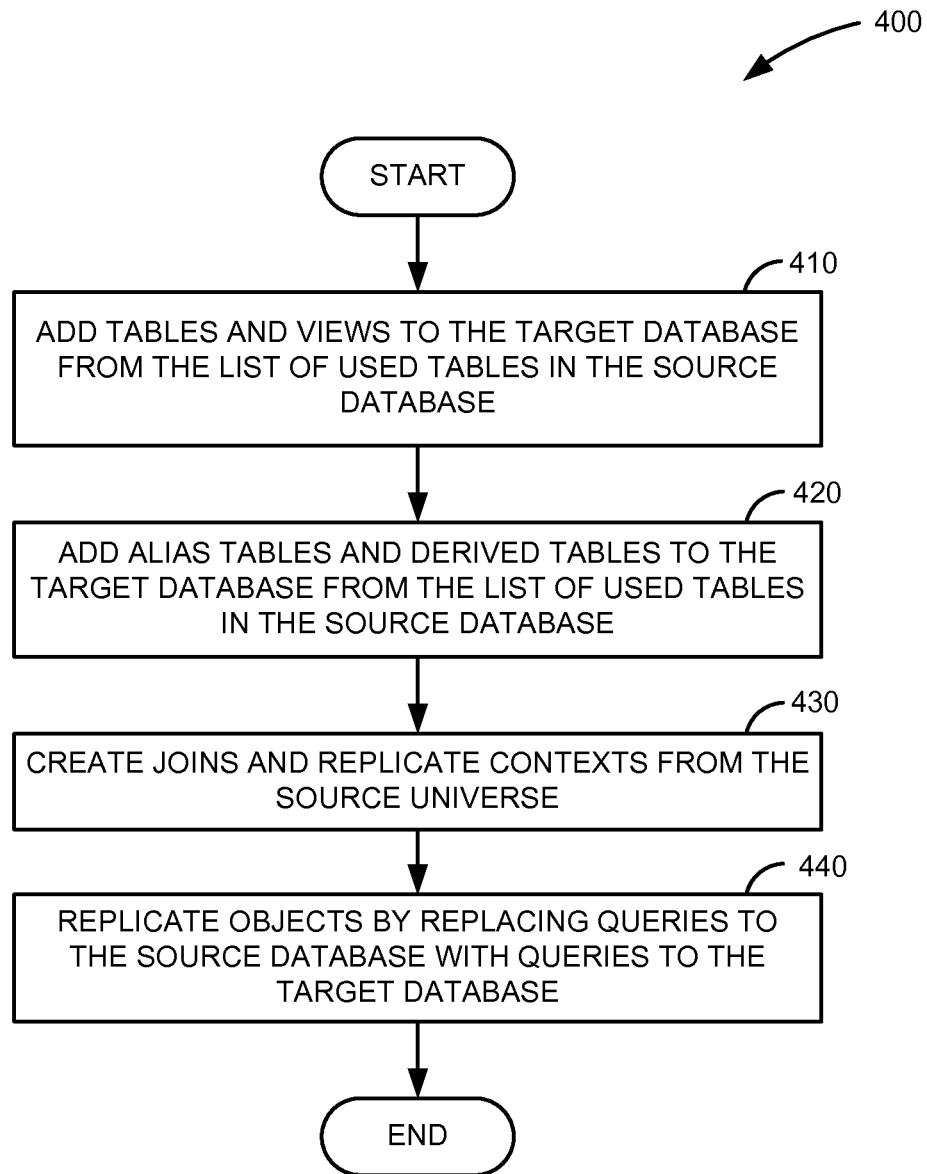 400
START
410
ADD TABLES AND VIEWS TO THE TARGET DATABASE
FROM THE LIST OF USED TABLES IN THE SOURCE
DATABASE
420
ADD ALIAS TABLES AND DERIVED TABLES TO THE
TARGET DATABASE FROM THE LIST OF USED TABLES
IN THE SOURCE DATABASE
430
CREATE JOINS AND REPLICATE CONTEXTS FROM THE
SOURCE UNIVERSE
440
REPLICATE OBJECTS BY REPLACING QUERIES TO
THE SOURCE DATABASE WITH QUERIES TO THE
TARGET DATABASE
END